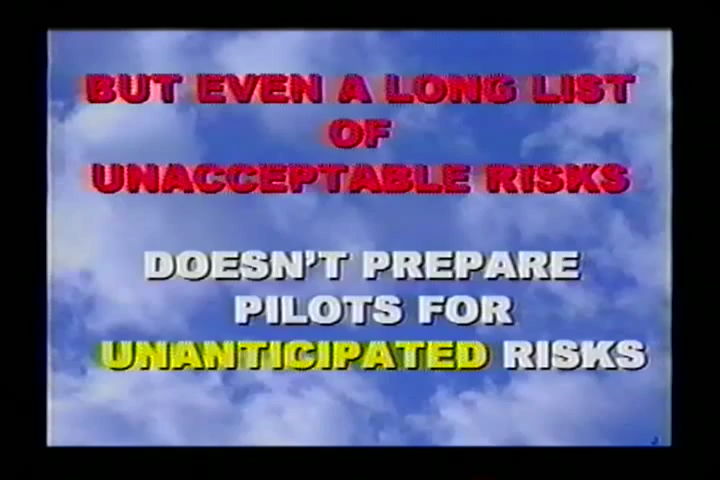 BUT EVEN A LONG LIST
OF
UNACCEPTABLE RISKS
DOESN'T PREPARE
PILOTS FOR
UNANTICIPATED RISKS